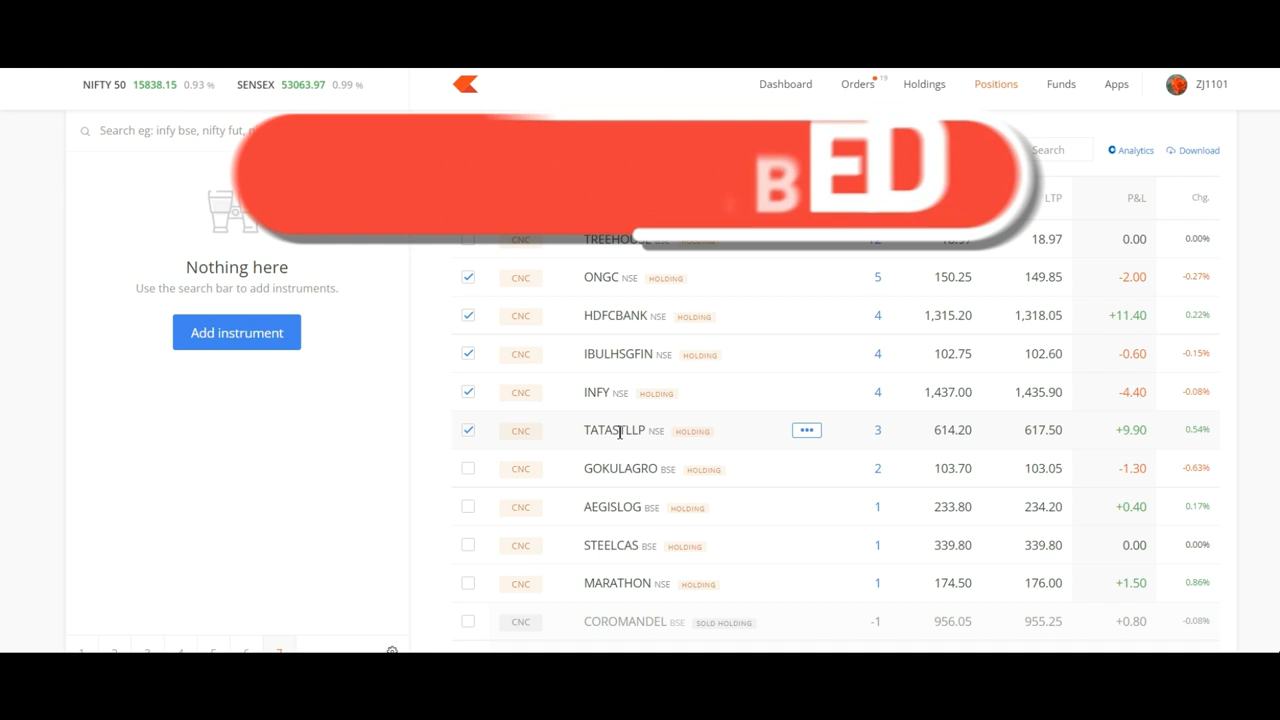 NIFTY 50 15838.15 0.93 % SENSEX 53063.97 0.99 % Dashboard Orders 19 Holdings Positions Funds Apps ZJ1101
Search eg: infy bse, nifty fut,
B ED
Search Analytics Download
LTP P&L Chg.
CNC 18.97 0.00 0.00%
CNC ONGC NSE HOLDING 5 150.25 149.85 -2.00 -0.27%
Nothing here
Use the search bar to add instruments.
Add instrument
CNC HDFCBANK NSE HOLDING 4 1,315.20 1,318.05 +11.40 0.22%
CNC IBULHSGFIN NSE HOLDING 4 102.75 102.60 -0.60 -0.15%
CNC INFY NSE HOLDING 4 1,437.00 1,435.90 -4.40 -0.08%
CNC TATASTLLP NSE HOLDING ••• 3 614.20 617.50 +9.90 0.54%
CNC GOKULAGRO BSE HOLDING 2 103.70 103.05 -1.30 -0.63%
CNC AEGISLOG BSE HOLDING 1 233.80 234.20 +0.40 0.17%
CNC STEELCAS BSE HOLDING 1 339.80 339.80 0.00 0.00%
CNC MARATHON NSE HOLDING 1 174.50 176.00 +1.50 0.86%
CNC COROMANDEL BSE SOLD HOLDING -1 956.05 955.25 +0.80 -0.08%